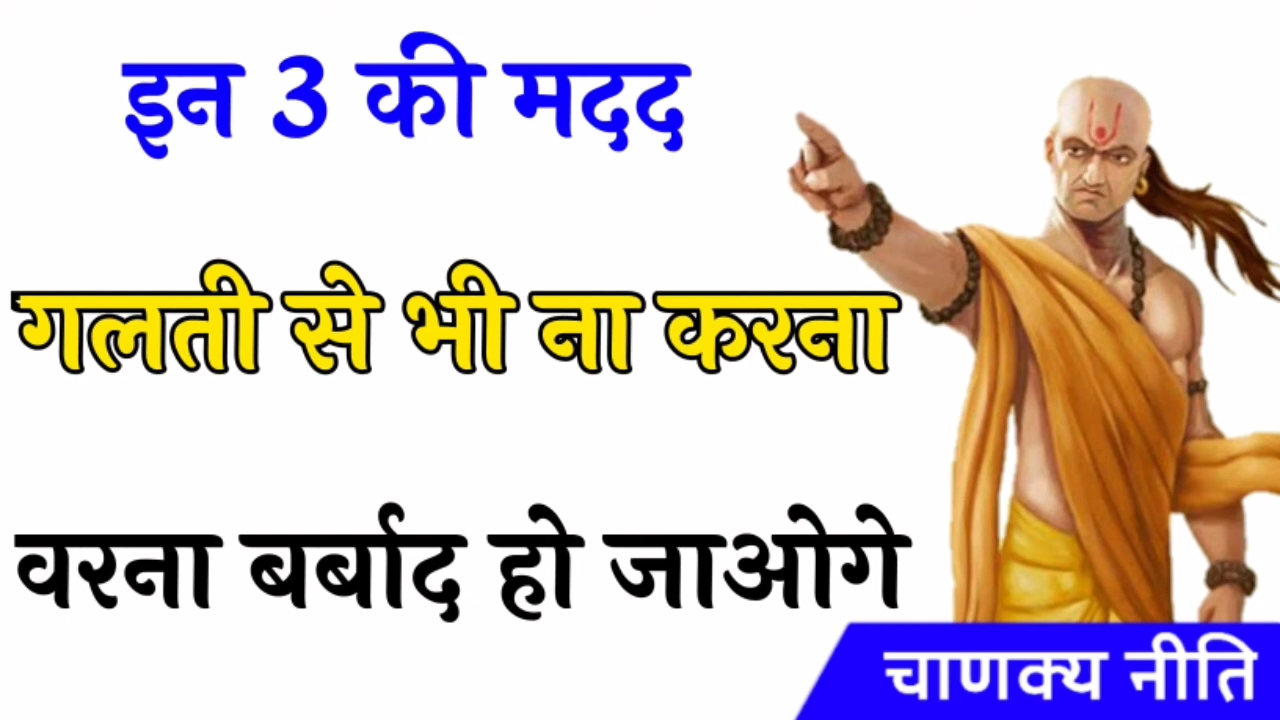 इन 3 की मदद
गलती से भी ना करना
वरना बर्बाद हो जाओगे
चाणक्य नीति